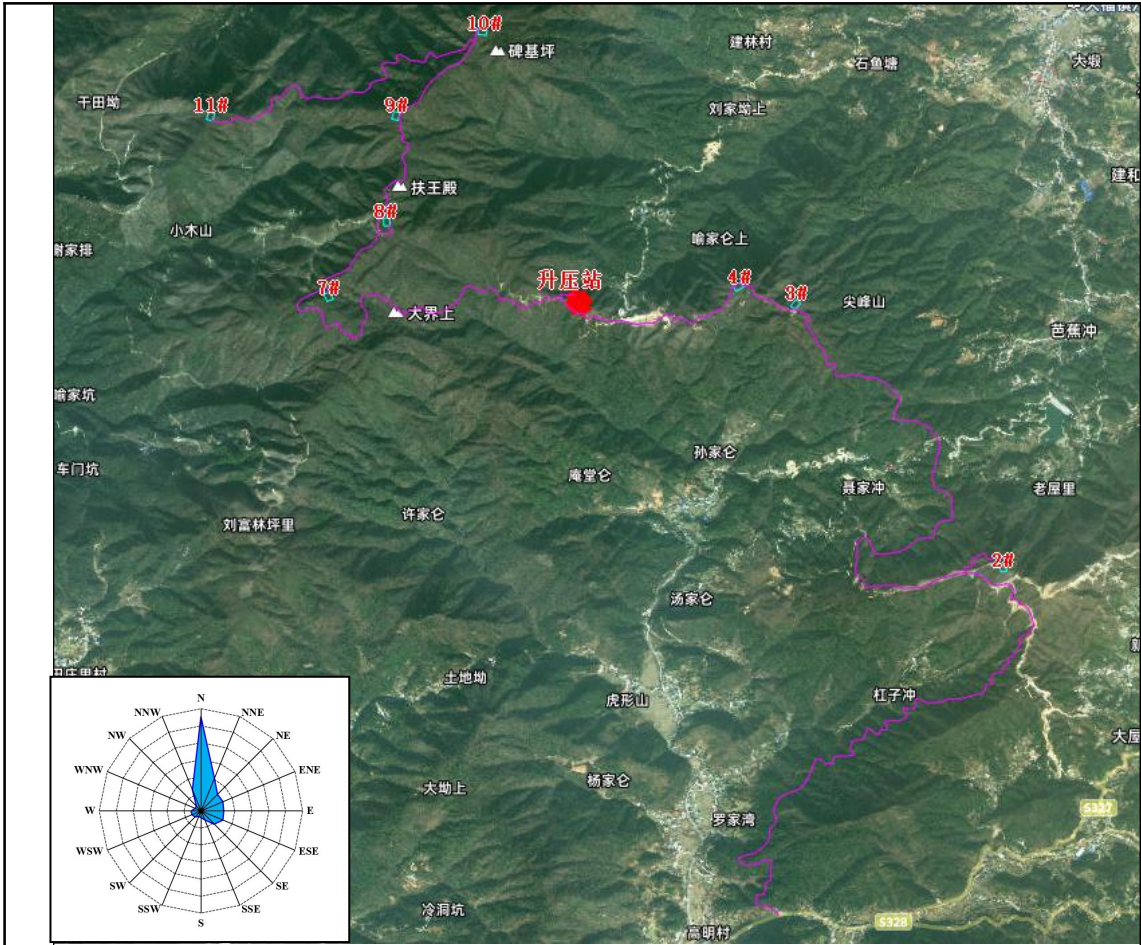 10#
碑基坪
建林村
石鱼塘
大塅
干田坳
11#
9#
刘家坳上
扶王殿
建和
小木山
8#
喻家仑上
谢家排
7#
大界上
升压站
4#
3#
尖峰山
芭蕉冲
喻家坑
车门坑
庵堂仑
孙家仑
聂家冲
老屋里
刘富林坪里
许家仑
2#
汤家仑
土地坳
虎形山
杠子冲
大屋
大坳上
杨家仑
罗家湾
S327
冷洞坑
高明村
S328
N
NNW
NNE
NW
NE
WNW
ENE
W
E
WSW
ESE
SW
SE
SSW
SSE
S